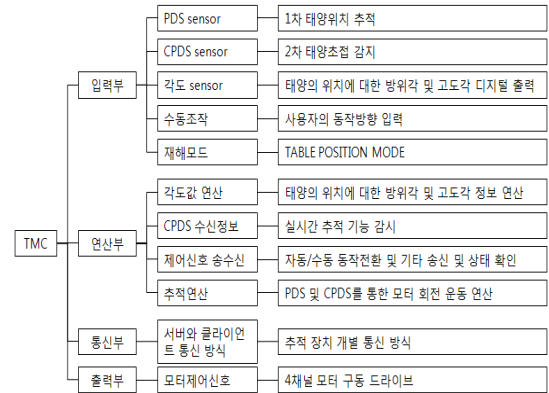 PDS sensor
1차 태양위치 추적
CPDS sensor
2차 태양초점 감지
입력부
각도 sensor
태양의 위치에 대한 방위각 및 고도각 디지털 출력
수동조작
사용자의 동작방향 입력
재해모드
TABLE POSITION MODE
각도값 연산
태양의 위치에 대한 방위각 및 고도각 정보 연산
CPDS 수신정보
실시간 추적 기능 감시
TMC
연산부
제어신호 송수신
자동/수동 동작전환 및 기타 송신 및 상태 확인
추적연산
PDS 및 CPDS를 통한 모터 회전 운동 연산
통신부
서버와 클라이언
트 통신 방식
추적 장치 개별 통신 방식
출력부
모터제어신호
4채널 모터 구동 드라이브